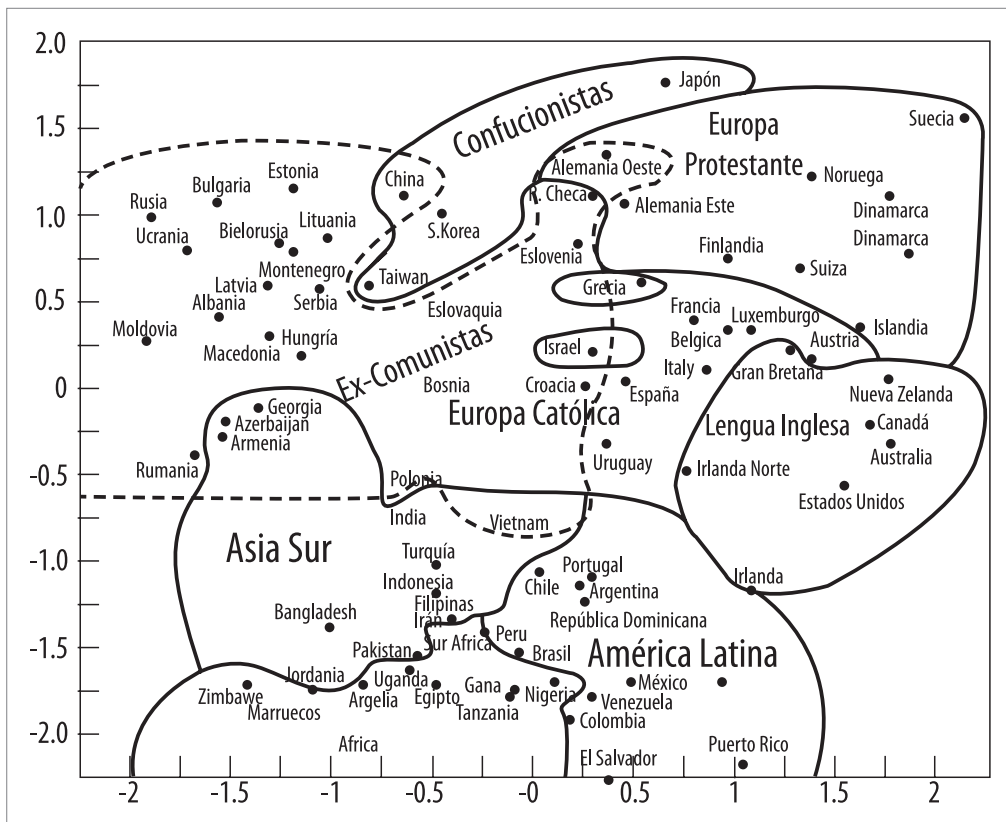 2.0
Japón
Confucionistas
Suecia
1.5
Europa
Protestante
Alemania Oeste
Estonia
China
Noruega
Bulgaria
R. Checa
Rusia
Alemania Este
Dinamarca
1.0
Lituania
S.Korea
Ucrania
Bielorusia
Dinamarca
Eslovenia
Finlandia
Montenegro
Suiza
Latvia
Taiwan
Grecia
0.5
Albania
Serbia
Eslovaquia
Francia
Luxemburgo
Moldovia
Hungría
Belgica
Islandia
Macedonia
Israel
Austria
Ex-Comunistas
Italy
Gran Bretaña
0
Bosnia
Croacia
España
Nueva Zelanda
Georgia
Europa Católica
Azerbaijan
Lengua Inglesa
Canadá
Armenia
Australia
Rumania
Uruguay
Irlanda Norte
-0.5
Polonia
Estados Unidos
India
Vietnam
Asia Sur
-1.0
Turquía
Portugal
Indonesia
Chile
Argentina
Irlanda
Filipinas
Bangladesh
Irán
República Dominicana
-1.5
Sur Africa
Peru
Pakistan
Brasil
América Latina
Jordania
Uganda
Zimbawe
Argelia
Egipto
Gana
Nigeria
México
Marruecos
Tanzania
Venezuela
-2.0
Colombia
Africa
El Salvador
Puerto Rico
-2
-1.5
-1
-0.5
-0
0.5
1
1.5
2